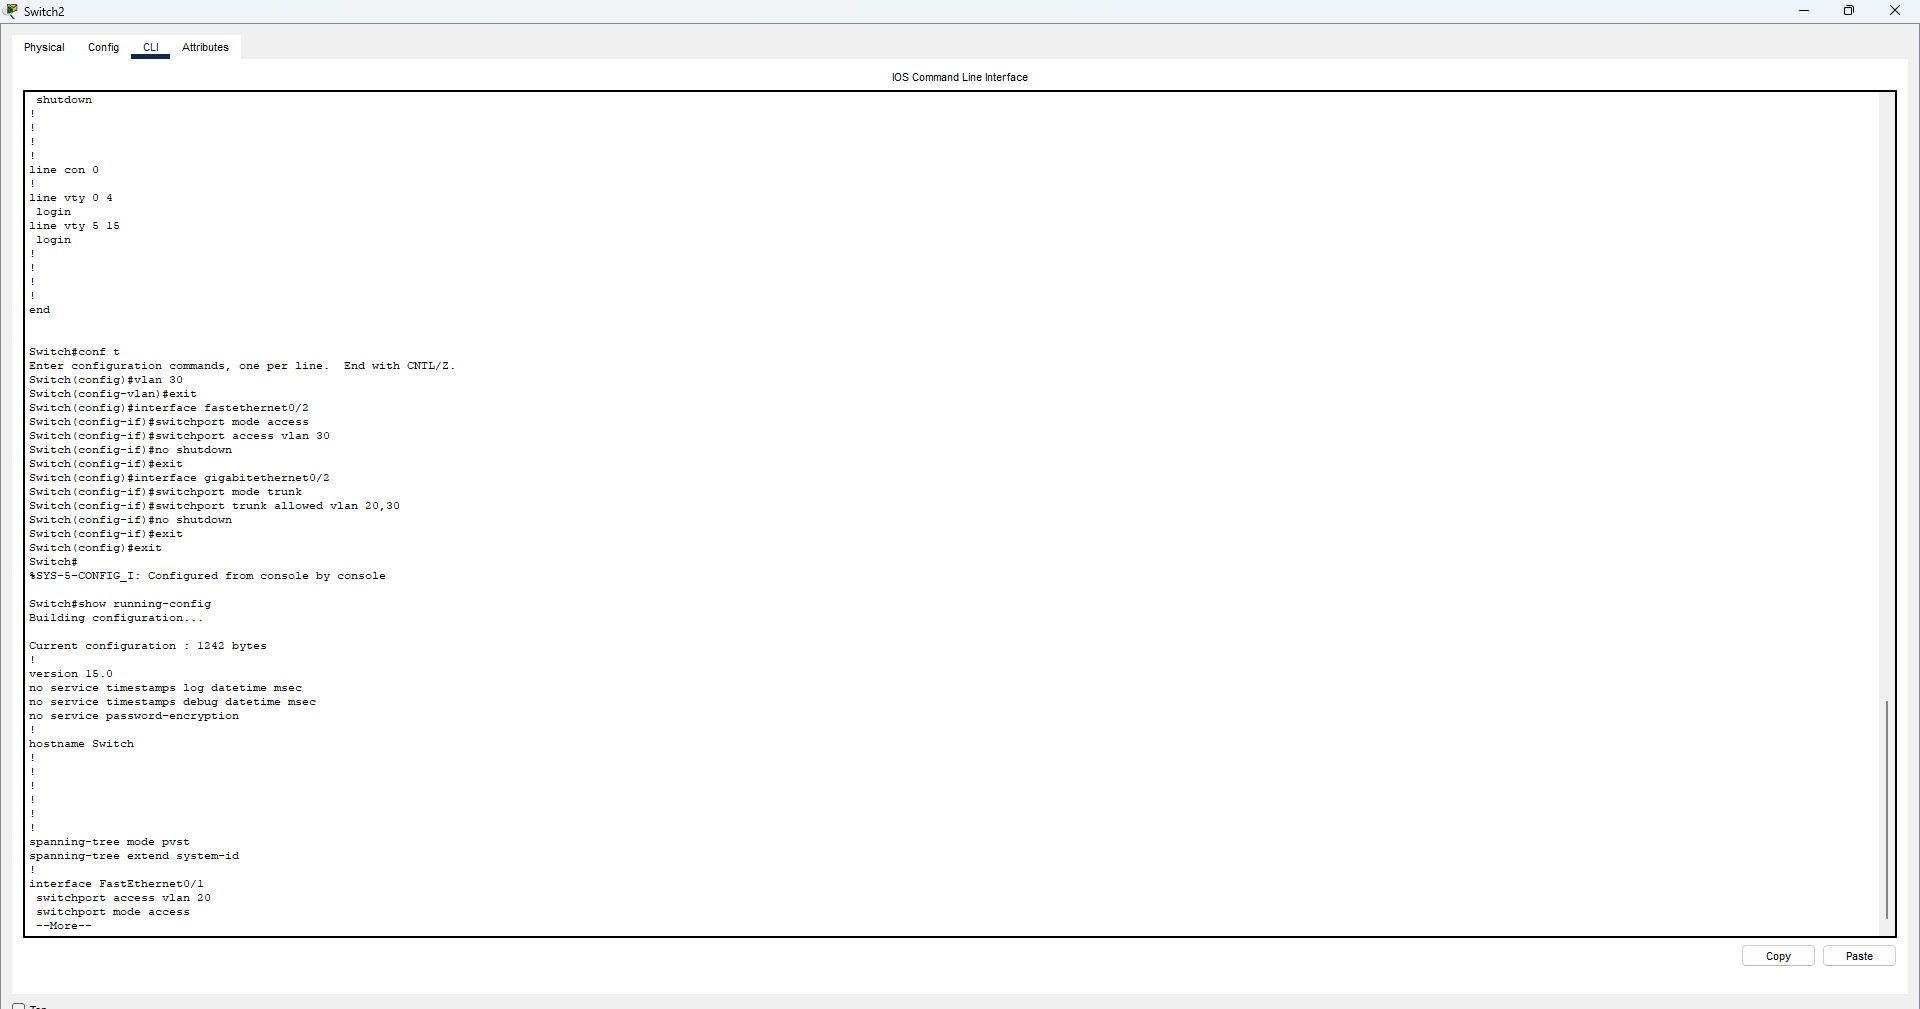 Switch2
Physical Config CLI Attributes
IOS Command Line Interface
shutdown
!
!
!
!
line con 0
!
line vty 0 4
login
line vty 5 15
login
!
!
!
!
end
Switch#conf t
Enter configuration commands, one per line.  End with CNTL/Z.
Switch(config)#vlan 30
Switch(config-vlan)#exit
Switch(config)#interface fastethernet0/2
Switch(config-if)#switchport mode access
Switch(config-if)#switchport access vlan 30
Switch(config-if)#no shutdown
Switch(config-if)#exit
Switch(config)#interface gigabitethernet0/2
Switch(config-if)#switchport mode trunk
Switch(config-if)#switchport trunk allowed vlan 20,30
Switch(config-if)#no shutdown
Switch(config-if)#exit
Switch(config)#exit
Switch#
%SYS-5-CONFIG_I: Configured from console by console
Switch#show running-config
Building configuration...
Current configuration : 1242 bytes
!
version 15.0
no service timestamps log datetime msec
no service timestamps debug datetime msec
no service password-encryption
!
hostname Switch
!
!
!
!
!
!
spanning-tree mode pvst
spanning-tree extend system-id
!
interface FastEthernet0/1
switchport access vlan 20
switchport mode access
--More--
Copy Paste